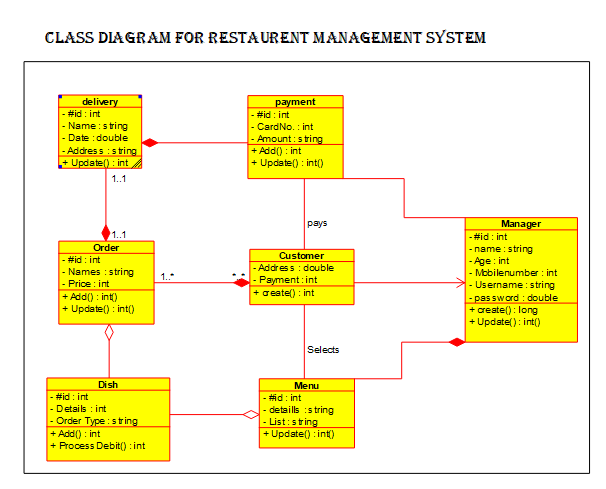 CLASS DIAGRAM FOR RESTAURENT MANAGEMENT SYSTEM
delivery
- #id : int
- Name : string
- Date : double
- Address : string
+ Update() : int
payment
- #id : int
- CardNo. : int
- Amount : string
+ Add() : int
+ Update() : int()
1..1
pays
1..1
Order
- #id : int
- Names : string
- Price : int
+ Add() : int()
+ Update() : int()
1..*
*..*
Customer
- Address : double
- Payment : int
+ create() : int
Manager
- #id : int
- name : string
- Age : int
- Mobilenumber : int
- Username : string
- password : double
+ create() : long
+ Update() : int()
Selects
Dish
- #id : int
- Details : int
- Order Type : string
+ Add() : int
+ Process Debit() : int
Menu
- #id : int
- detaills : string
- List : string
+ Update() : int()